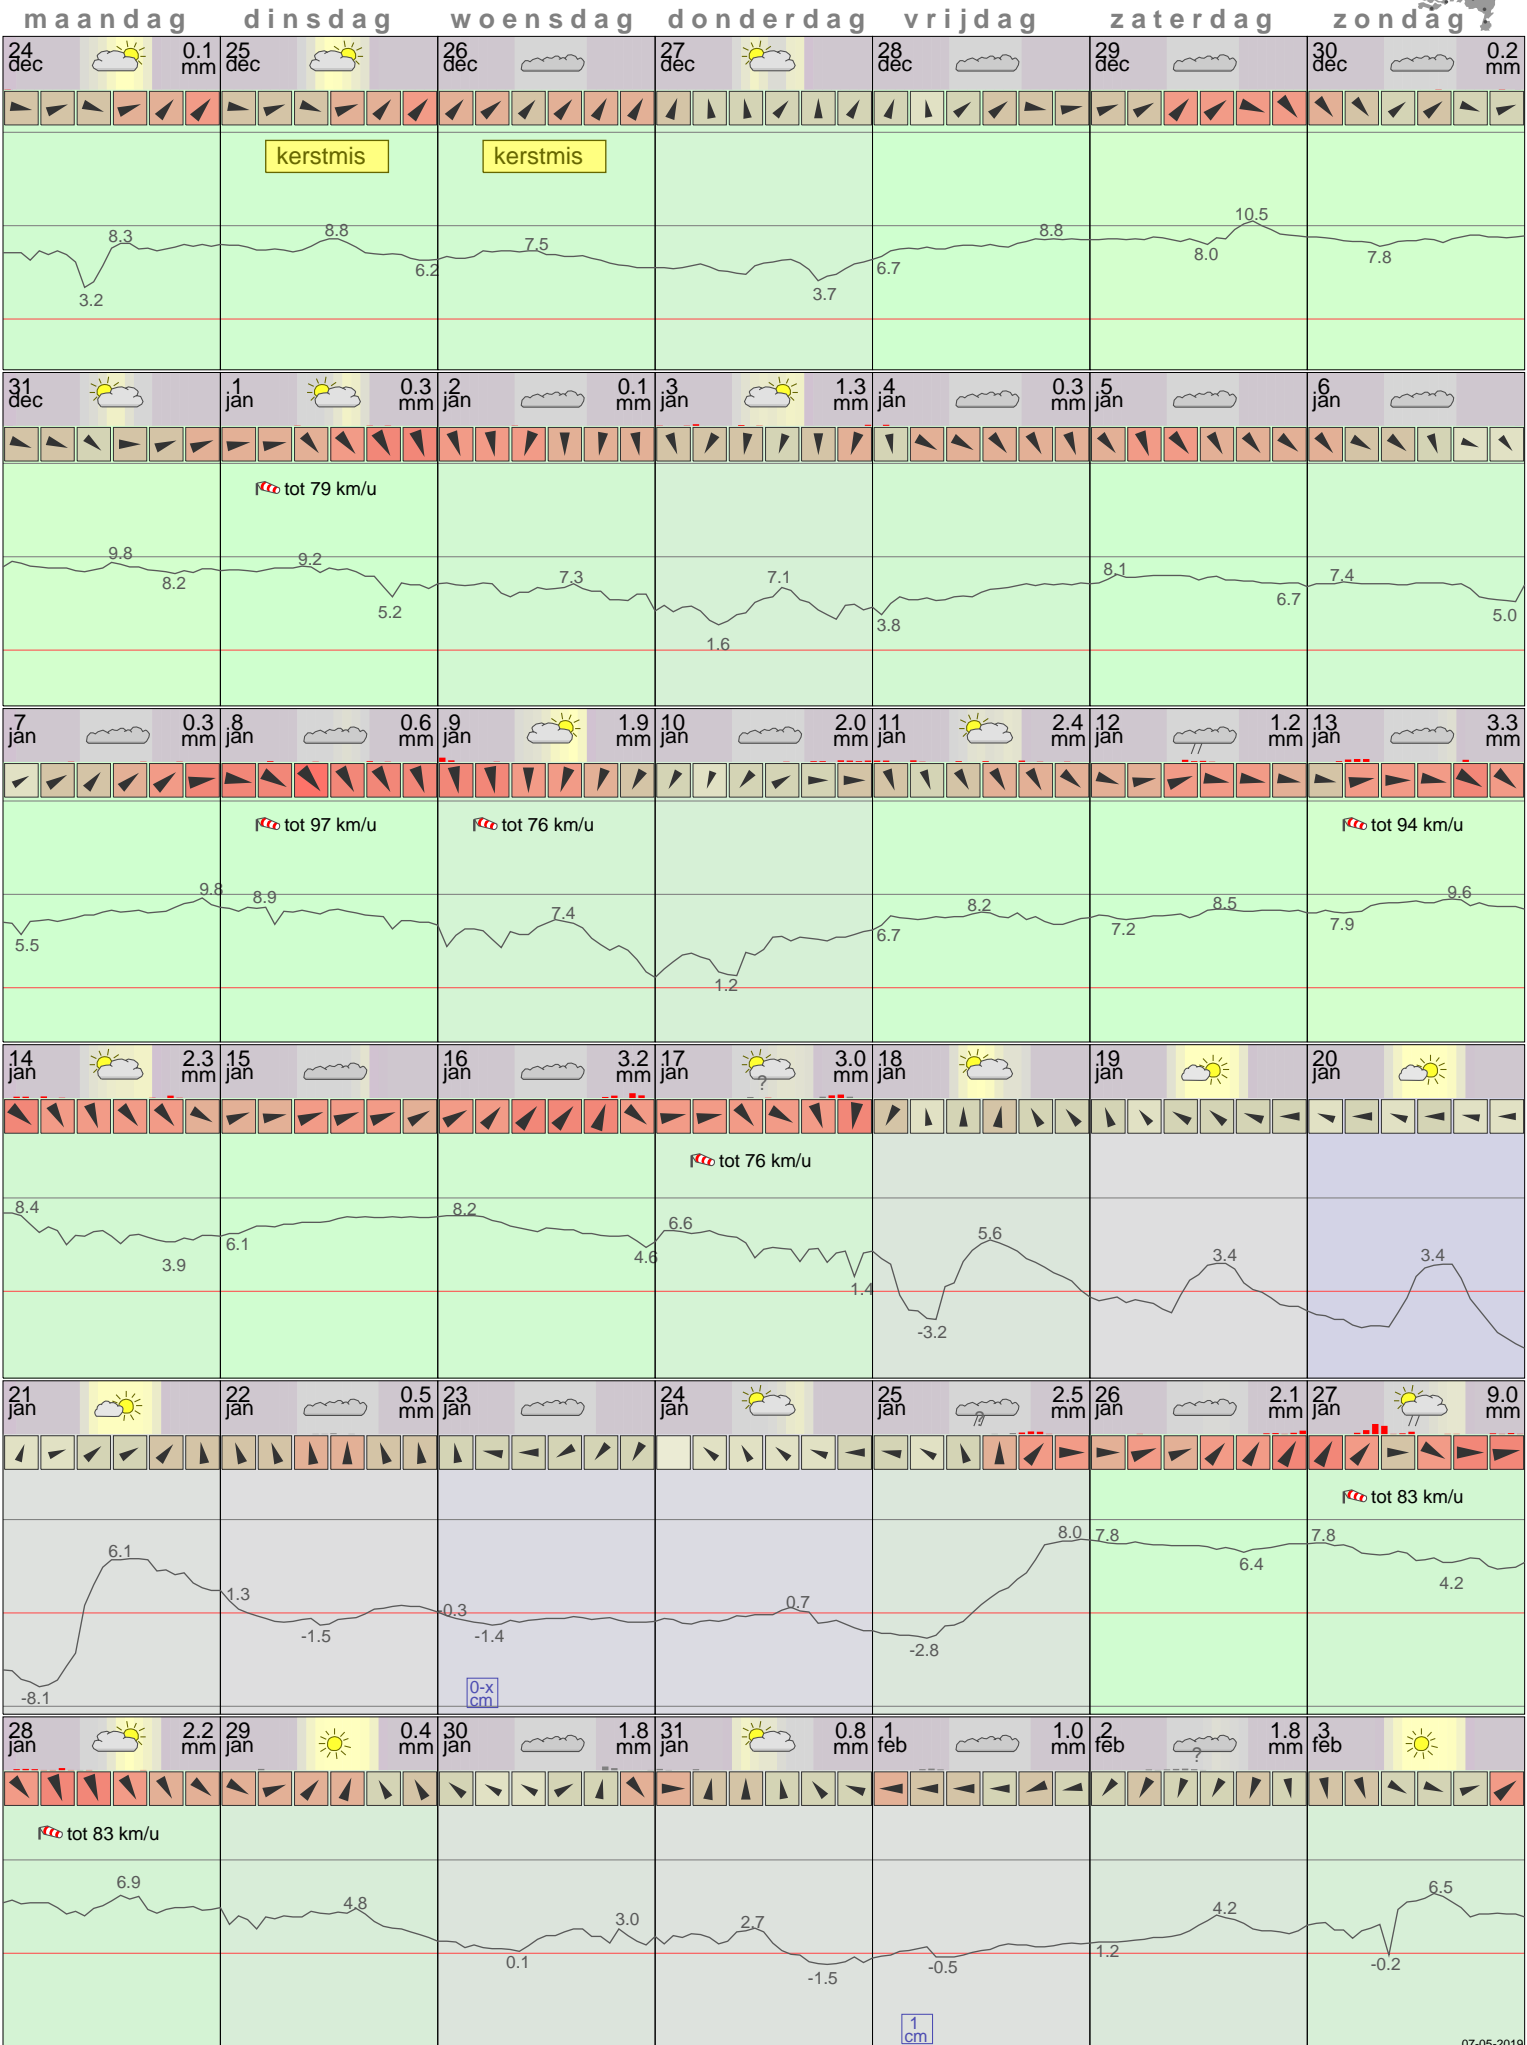 maandag dinsdag woensdag donderdag vrijdag zaterdag zondag
24 dec 0.1 mm
25 dec
26 dec
27 dec
28 dec
29 dec
30 dec 0.2 mm
kerstmis kerstmis
8.3 3.2 8.8 6.2 7.5 3.7 6.7 8.8 8.0 10.5 7.8
31 dec
1 jan 0.3 mm
2 jan 0.1 mm
3 jan 1.3 mm
4 jan 0.3 mm
5 jan
6 jan
tot 79 km/u
9.8 8.2 9.2 5.2 7.3 1.6 7.1 3.8 8.1 6.7 7.4 5.0
7 jan 0.3 mm
8 jan 0.6 mm
9 jan 1.9 mm
10 jan 2.0 mm
11 jan 2.4 mm
12 jan 1.2 mm
13 jan 3.3 mm
tot 97 km/u tot 76 km/u tot 94 km/u
5.5 9.8 8.9 7.4 1.2 6.7 8.2 7.2 8.5 7.9 9.6
14 jan 2.3 mm
15 jan
16 jan 3.2 mm
17 jan ? 3.0 mm
18 jan
19 jan
20 jan
tot 76 km/u
8.4 3.9 6.1 8.2 4.6 6.6 1.4 -3.2 5.6 3.4 3.4
21 jan
22 jan 0.5 mm
23 jan
24 jan
25 jan ? 2.5 mm
26 jan 2.1 mm
27 jan 9.0 mm
tot 83 km/u
-8.1 6.1 1.3 -1.5 -0.3 -1.4 0.7 -2.8 8.0 7.8 6.4 7.8 4.2
0-x cm
28 jan 2.2 mm
29 jan 0.4 mm
30 jan 1.8 mm
31 jan 0.8 mm
1 feb 1.0 mm
2 feb ? 1.8 mm
3 feb
tot 83 km/u
6.9 4.8 0.1 3.0 2.7 -1.5 -0.5 1.2 4.2 -0.2 6.5
1 cm
07-05-2019